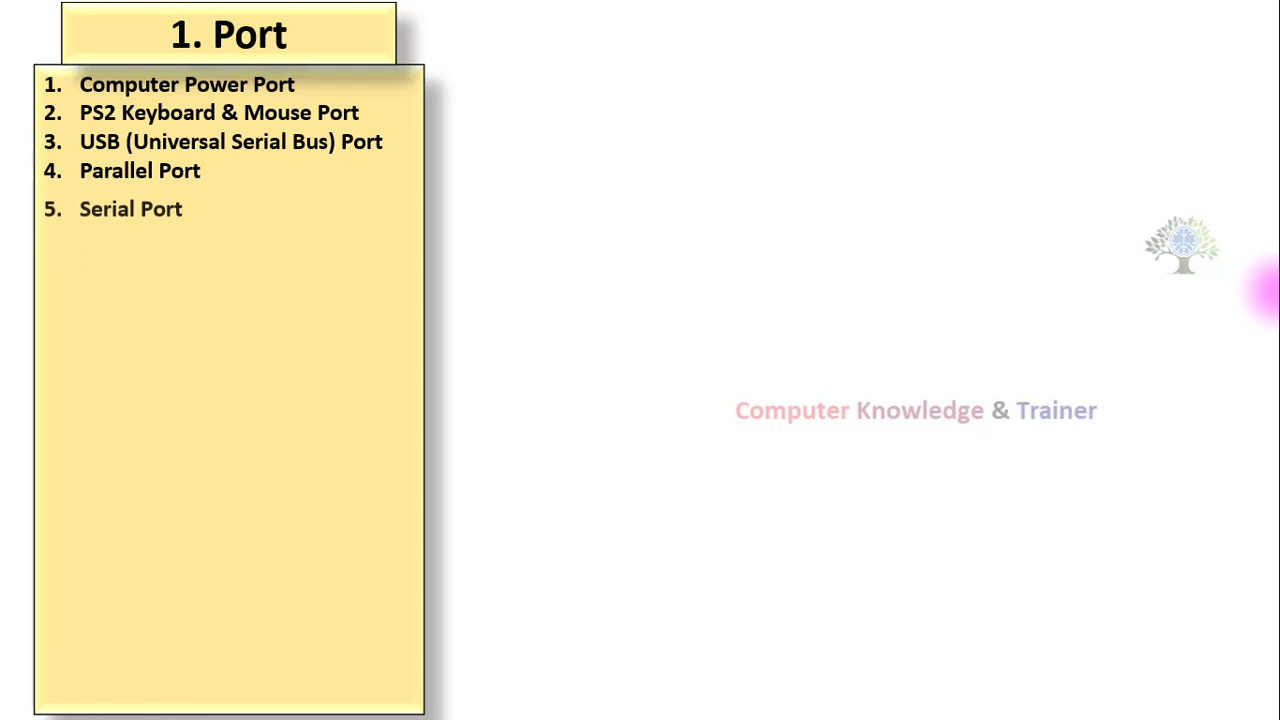 1. Port
1. Computer Power Port
2. PS2 Keyboard & Mouse Port
3. USB (Universal Serial Bus) Port
4. Parallel Port
5. Serial Port
Computer Knowledge & Trainer